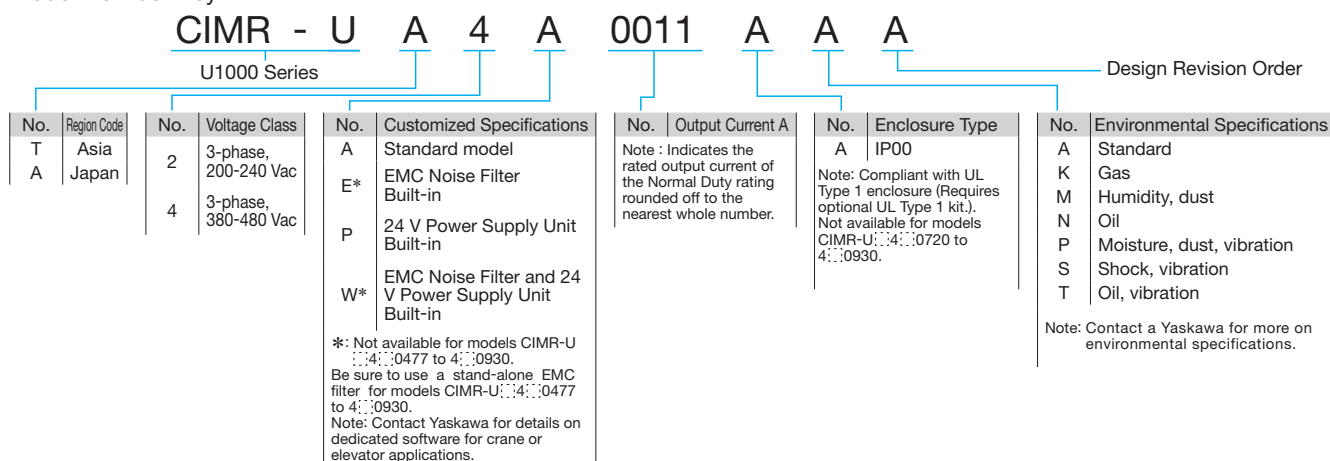 CIMR - U A 4 A 0011 A A A
U1000 Series
Design Revision Order
No. Region Code
T Asia
A Japan
No. Voltage Class
2 3-phase,
200-240 Vac
4 3-phase,
380-480 Vac
No. Customized Specifications
A Standard model
E* EMC Noise Filter
Built-in
P 24 V Power Supply Unit
Built-in
W* EMC Noise Filter and 24
V Power Supply Unit
Built-in
*: Not available for models CIMR-U
4 0477 to 4 0930.
Be sure to use a stand-alone EMC
filter for models CIMR-U 4 0477
to 4 0930.
Note: Contact Yaskawa for details on
dedicated software for crane or
elevator applications.
No. Output Current A
Note : Indicates the
rated output current of
the Normal Duty rating
rounded off to the
nearest whole number.
No. Enclosure Type
A IP00
Note: Compliant with UL
Type 1 enclosure (Requires
optional UL Type 1 kit.).
Not available for models
CIMR-U 4 0720 to
4 0930.
No. Environmental Specifications
A Standard
K Gas
M Humidity, dust
N Oil
P Moisture, dust, vibration
S Shock, vibration
T Oil, vibration
Note: Contact a Yaskawa for more on
environmental specifications.